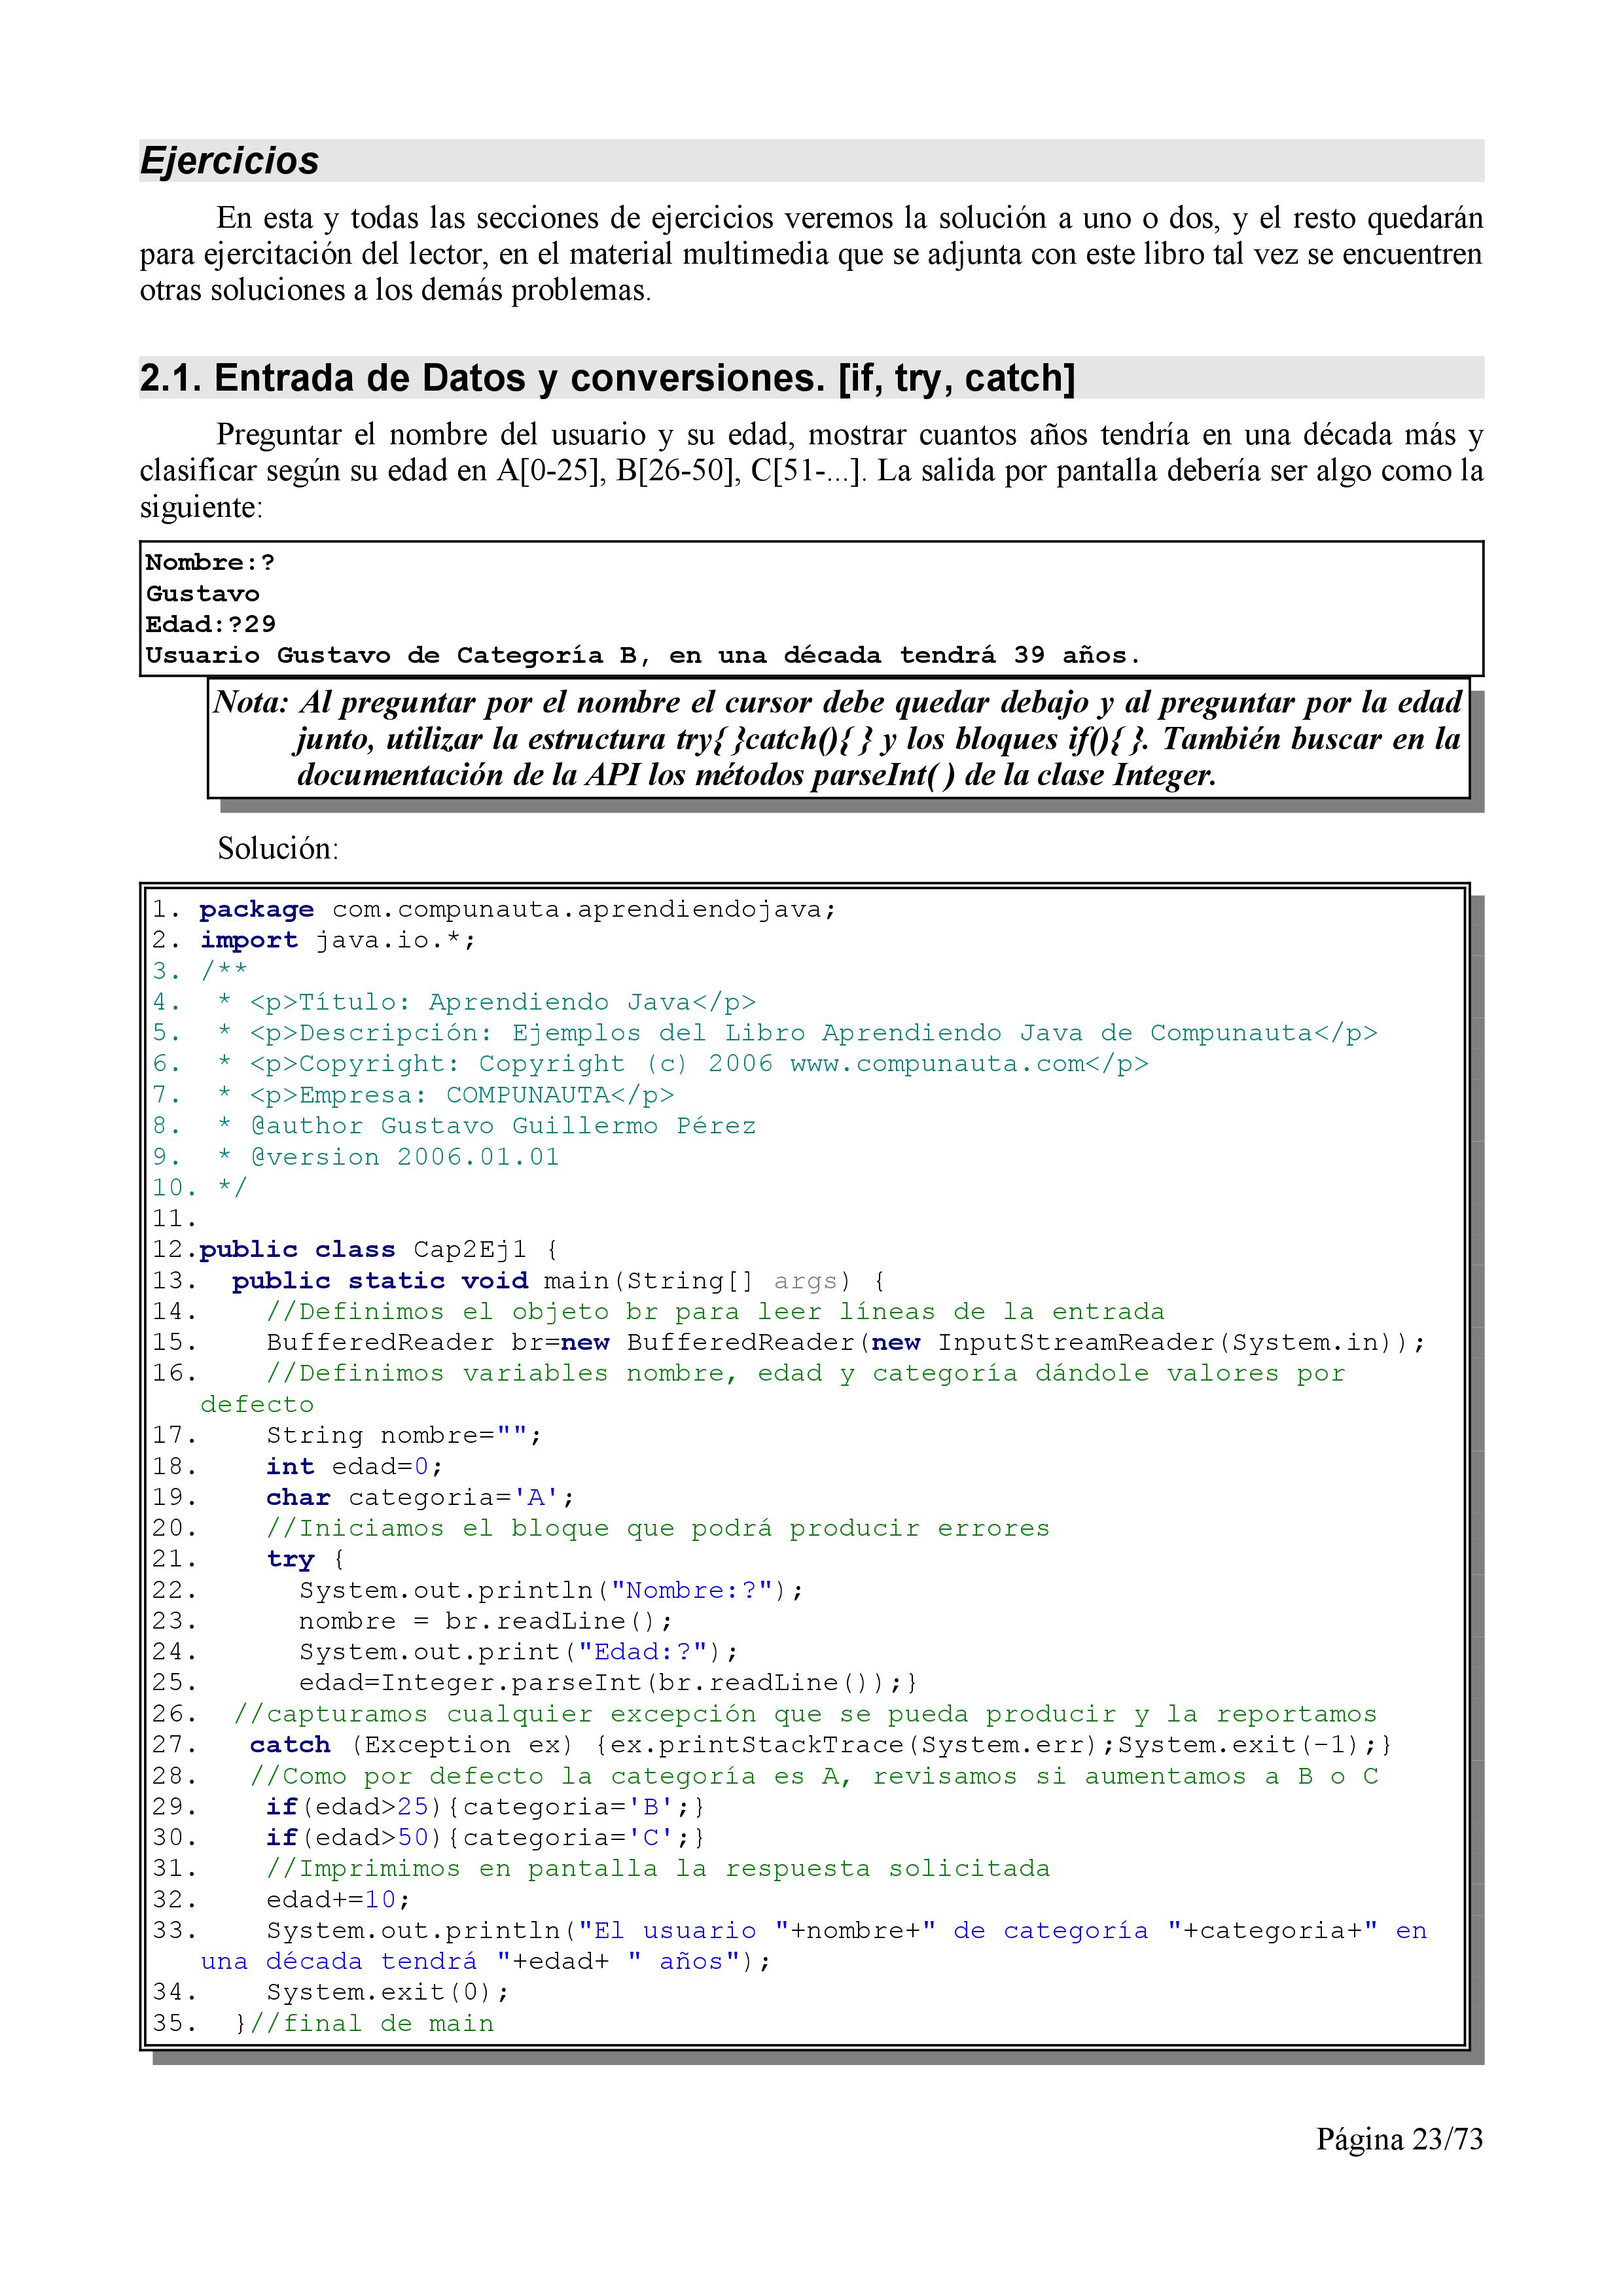 Ejercicios
En esta y todas las secciones de ejercicios veremos la solución a uno o dos, y el resto quedarán
para ejercitación del lector, en el material multimedia que se adjunta con este libro tal vez se encuentren
otras soluciones a los demás problemas.
2.1. Entrada de Datos y conversiones. [if, try, catch]
Preguntar el nombre del usuario y su edad, mostrar cuantos años tendría en una década más y
clasificar según su edad en A[0-25], B[26-50], C[51-...]. La salida por pantalla debería ser algo como la
siguiente:
Nombre:?
Gustavo
Edad:?29
Usuario Gustavo de Categoría B, en una década tendrá 39 años.
Nota: Al preguntar por el nombre el cursor debe quedar debajo y al preguntar por la edad
junto, utilizar la estructura try{ }catch(){ } y los bloques if(){ }. También buscar en la
documentación de la API los métodos parseInt( ) de la clase Integer.
Solución:
1. package com.compunauta.aprendiendojava;
2. import java.io.*;
3. /**
4.  * <p>Título: Aprendiendo Java</p>
5.  * <p>Descripción: Ejemplos del Libro Aprendiendo Java de Compunauta</p>
6.  * <p>Copyright: Copyright (c) 2006 www.compunauta.com</p>
7.  * <p>Empresa: COMPUNAUTA</p>
8.  * @author Gustavo Guillermo Pérez
9.  * @version 2006.01.01
10. */
11.
12.public class Cap2Ej1 {
13.  public static void main(String[] args) {
14.    //Definimos el objeto br para leer líneas de la entrada
15.    BufferedReader br=new BufferedReader(new InputStreamReader(System.in));
16.    //Definimos variables nombre, edad y categoría dándole valores por
defecto
17.    String nombre="";
18.    int edad=0;
19.    char categoria='A';
20.    //Iniciamos el bloque que podrá producir errores
21.    try {
22.      System.out.println("Nombre:?");
23.      nombre = br.readLine();
24.      System.out.print("Edad:?");
25.      edad=Integer.parseInt(br.readLine());}
26.  //capturamos cualquier excepción que se pueda producir y la reportamos
27.   catch (Exception ex) {ex.printStackTrace(System.err);System.exit(-1);}
28.   //Como por defecto la categoría es A, revisamos si aumentamos a B o C
29.    if(edad>25){categoria='B';}
30.    if(edad>50){categoria='C';}
31.    //Imprimimos en pantalla la respuesta solicitada
32.    edad+=10;
33.    System.out.println("El usuario "+nombre+" de categoría "+categoria+" en
una década tendrá "+edad+ " años");
34.    System.exit(0);
35.  }//final de main
Página 23/73